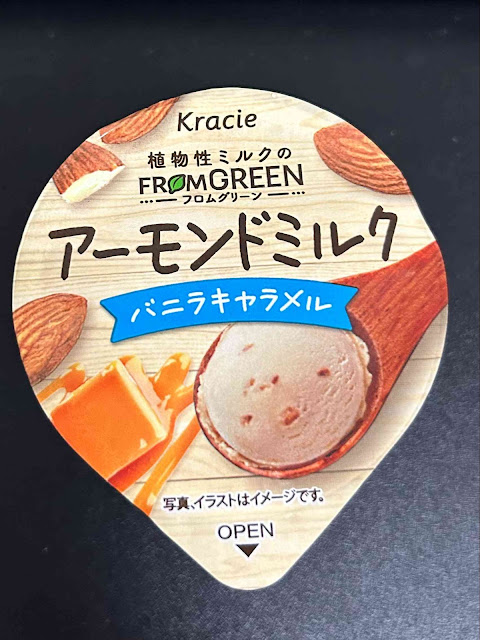 Kracie
植物性ミルクの
FROMGREEN
フロムグリーン
アーモンドミルク
バニラキャラメル
写真、イラストはイメージです。
OPEN